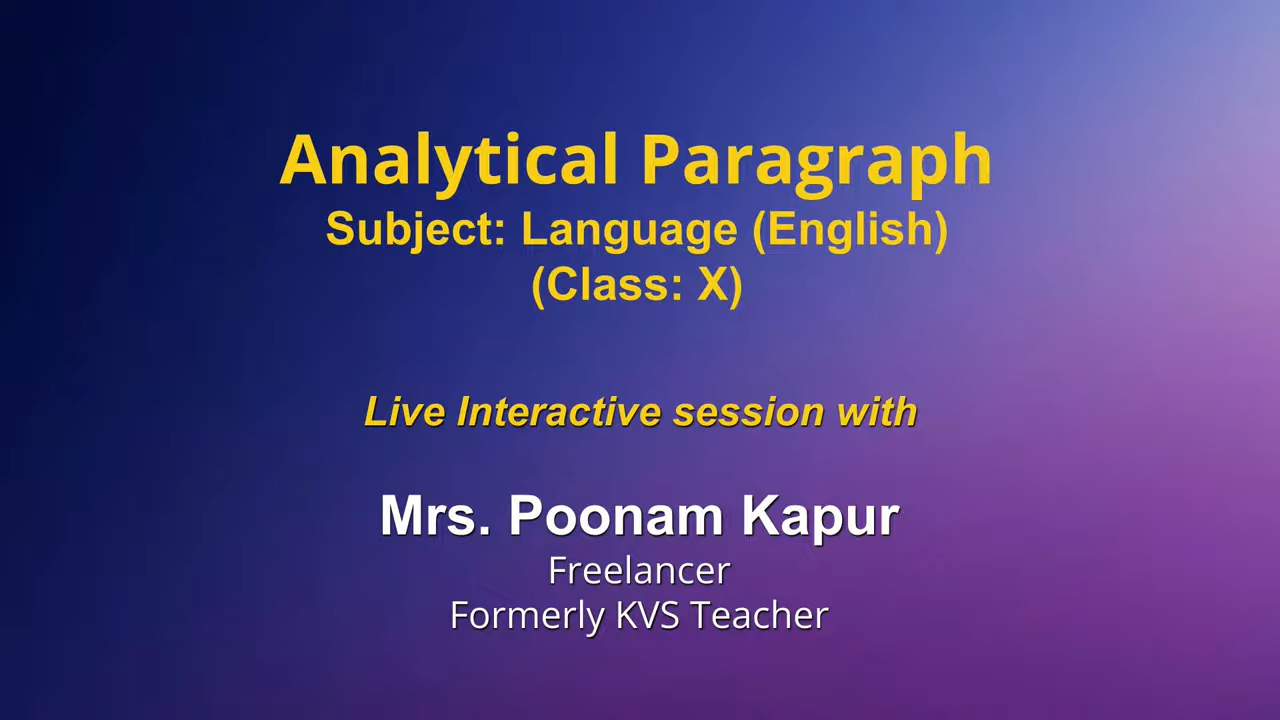 Analytical Paragraph
Subject: Language (English)
(Class: X)
Live Interactive session with
Mrs. Poonam Kapur
Freelancer
Formerly KVS Teacher